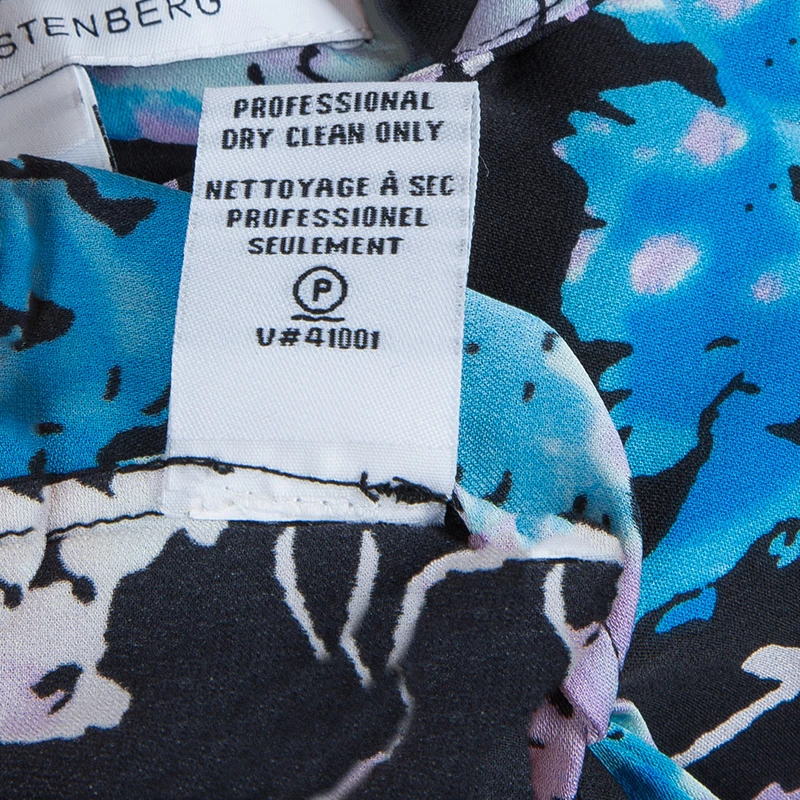 STENBERG
PROFESSIONAL
DRY CLEAN ONLY
NETTOYAGE À SEC
PROFESSIONEL
SEULEMENT
P
V#41001